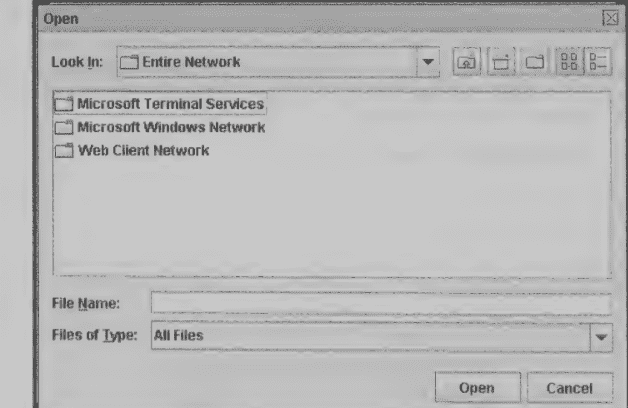 Open
Look In: Entire Network
Microsoft Terminal Services
Microsoft Windows Network
Web Client Network
File Name:
Files of Type: All Files
Open Cancel